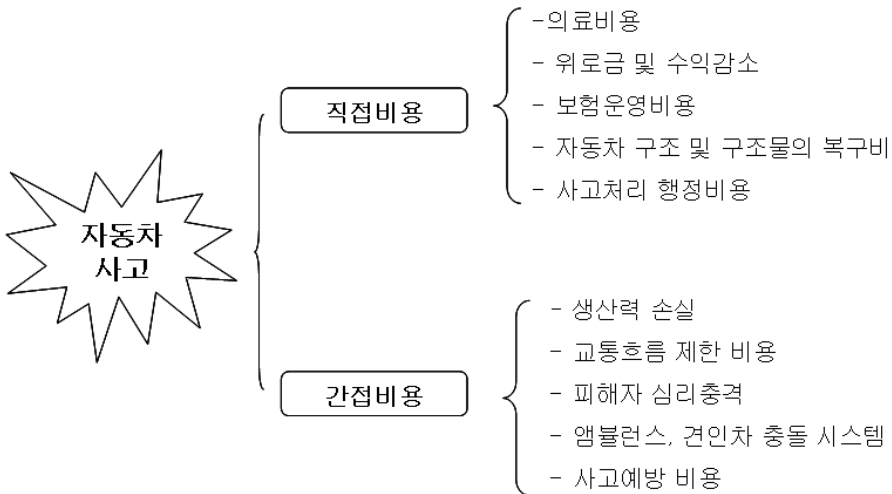 자동차
사고
직접비용
-의료비용
- 위로금 및 수익감소
- 보험운영비용
- 자동차 구조 및 구조물의 복구비
- 사고처리 행정비용
간접비용
- 생산력 손실
- 교통흐름 제한 비용
- 피해자 심리충격
- 앰뷸런스, 견인차 충돌 시스템
- 사고예방 비용